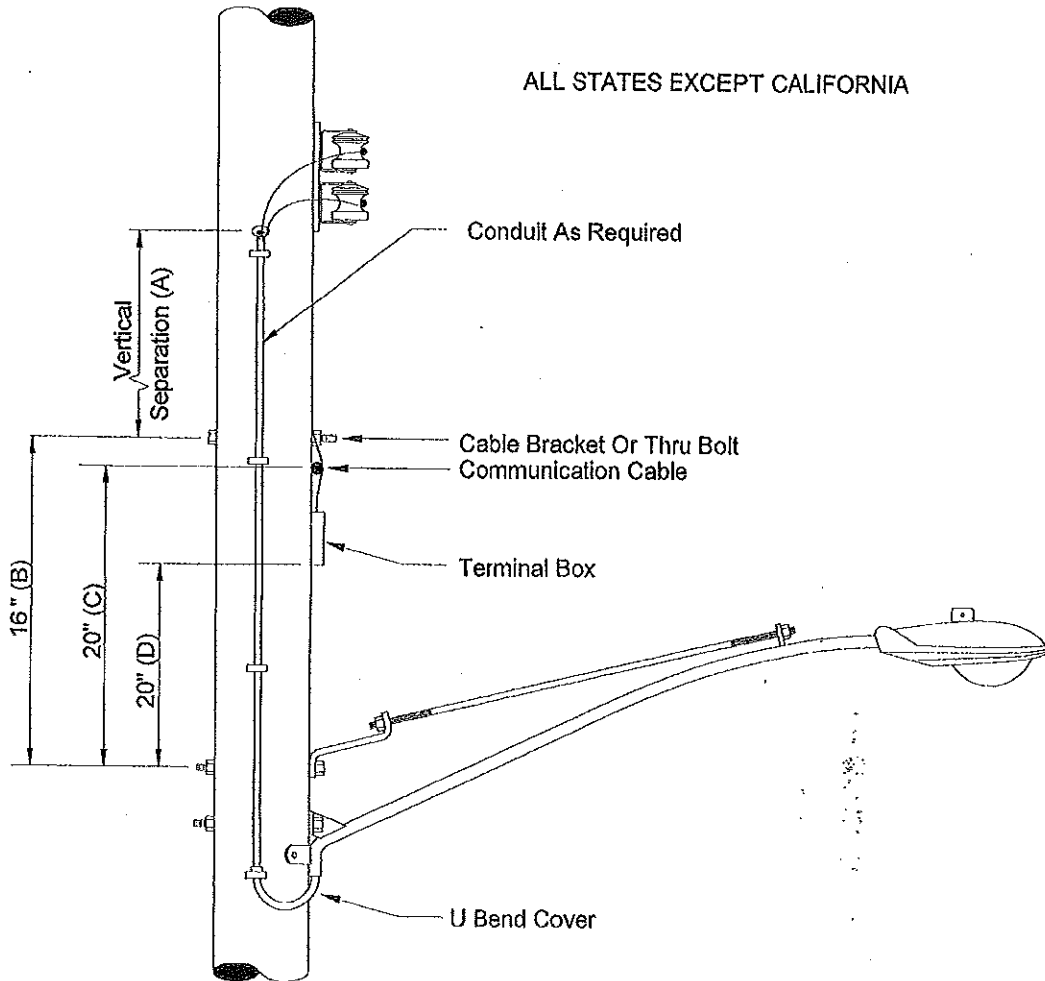 ALL STATES EXCEPT CALIFORNIA
Conduit As Required
Vertical
Separation (A)
Cable Bracket Or Thru Bolt
Communication Cable
Terminal Box
16" (B)
20" (C)
20" (D)
U Bend Cover